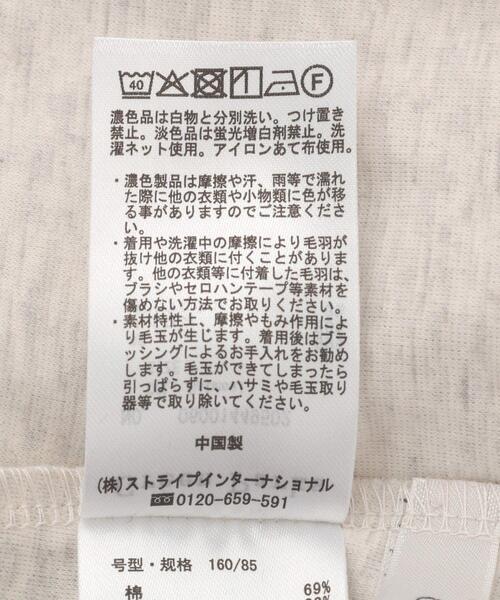 40 F
濃色品は白物と分別洗い。つけ置き
禁止。淡色品は蛍光増白剤禁止。洗
濯ネット使用。アイロンあて布使用。
・濃色製品は摩擦や汗、雨等で濡れ
た際に他の衣類や小物類に色が移
る事がありますのでご注意くださ
い。
・着用や洗濯中の摩擦により毛羽が
抜け他の衣類に付くことがありま
す。他の衣類等に付着した毛羽は、
ブラシやセロハンテープ等素材を
傷めない方法でお取りください。
・素材特性上、摩擦やもみ作用によ
り毛玉が生じます。着用後はブラ
ッシングによるお手入れをお勧め
します。毛玉ができてしまったら
引っぱらずに、ハサミや毛玉取り
器等で取り除いてください。
中国製
(株)ストライプインターナショナル
0120-659-591
号型・规格 160/85
棉 69%